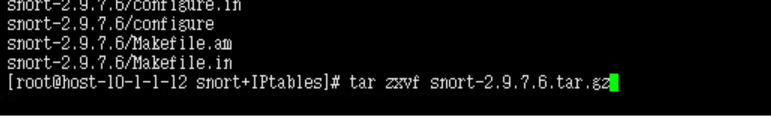 snort-2.9.7.6/configure.in
snort-2.9.7.6/configure
snort-2.9.7.6/Makefile.am
snort-2.9.7.6/Makefile.in
[root@host-10-1-1-12 snort+IPtables]# tar zxvf snort-2.9.7.6.tar.gz